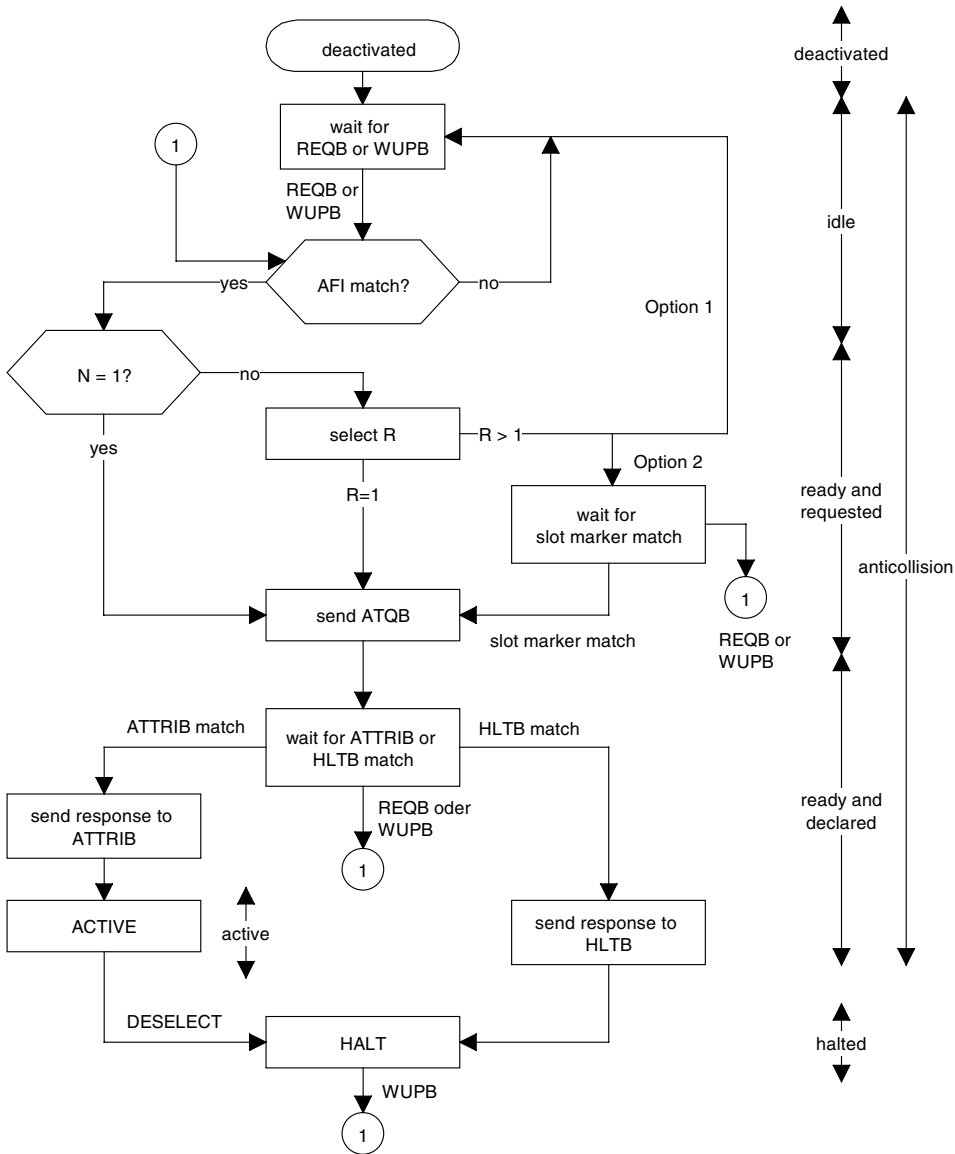 deactivated
deactivated
wait for
REQB or WUPB
1
REQB or
WUPB
idle
AFI match?
yes
no
Option 1
N = 1?
no
select R
R > 1
yes
Option 2
R=1
ready and
requested
wait for
slot marker match
anticollision
1
send ATQB
slot marker match
REQB or
WUPB
ATTRIB match
wait for ATTRIB or
HLTB match
HLTB match
REQB oder
WUPB
send response to
ATTRIB
ready and
declared
1
ACTIVE
active
send response to
HLTB
DESELECT
HALT
halted
WUPB
1